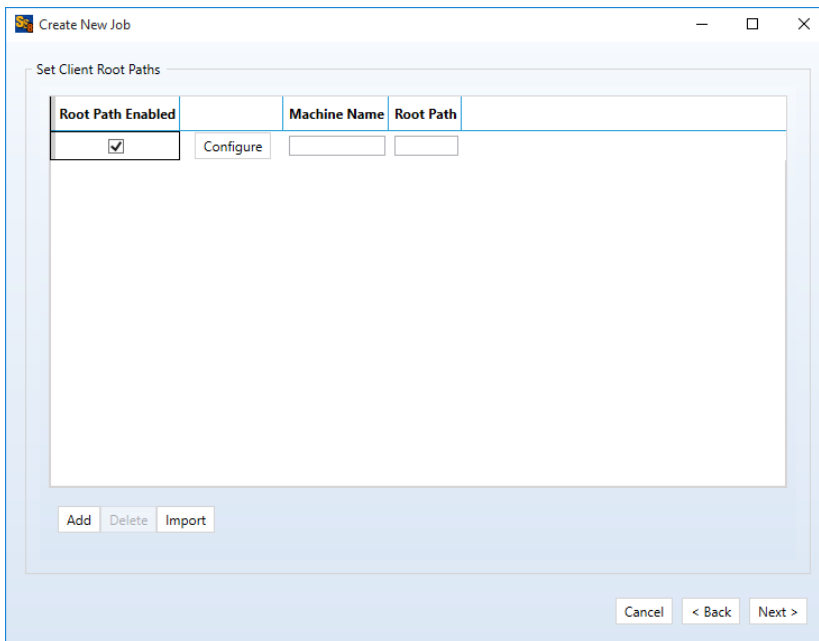 Create New Job
Set Client Root Paths
Root Path Enabled Machine Name Root Path
Configure
Add Delete Import
Cancel < Back Next >